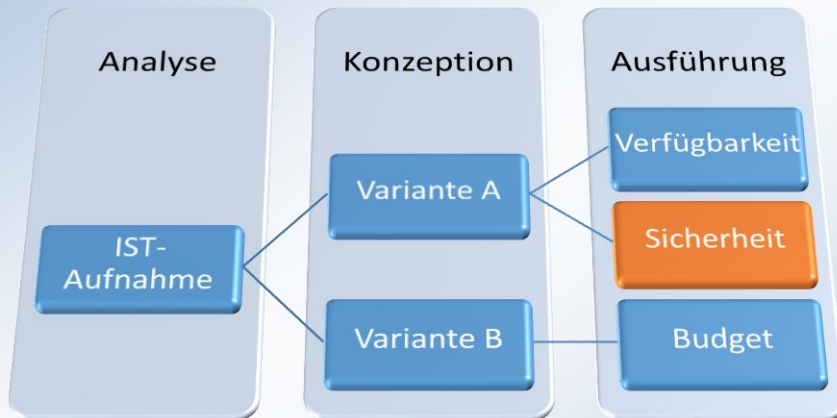 Analyse
Konzeption
Ausführung
IST-
Aufnahme
Variante A
Variante B
Verfügbarkeit
Sicherheit
Budget